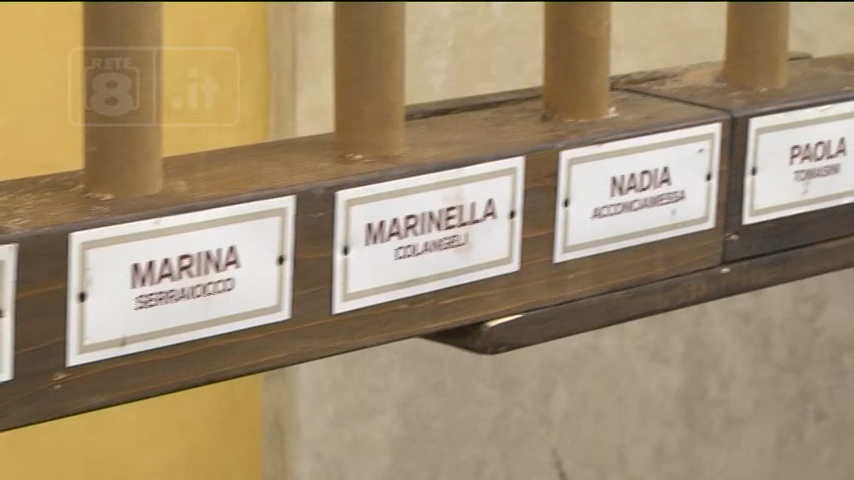 RETE
8 .it
MARINA
SERRAIOCCO
MARINELLA
COLANGELI
NADIA
ACCONCIAMESSA
PAOLA
TOMASINI